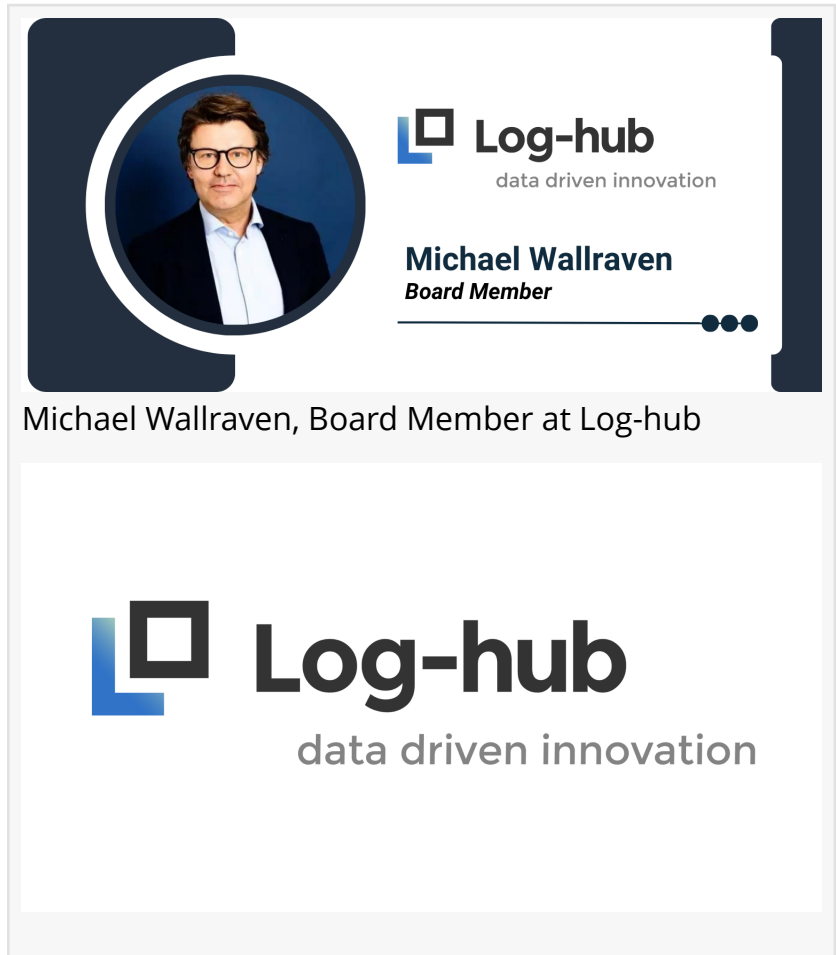 Log-hub
data driven innovation
Michael Wallraven
Board Member
Michael Wallraven, Board Member at Log-hub
Log-hub
data driven innovation